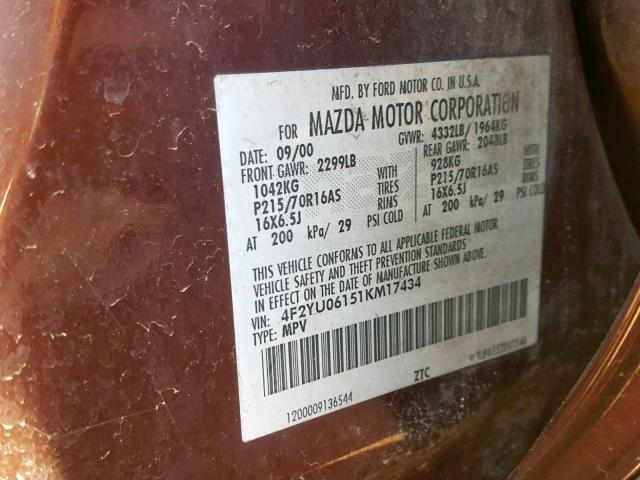 MFD. BY FORD MOTOR CO. IN U.S.A.
FOR MAZDA MOTOR CORPORATION
DATE: 09/00 GVWR: 4332LB/ 1964KG
FRONT GAWR: 2299LB REAR GAWR: 2048LB
1042KG WITH 928KG WITH
P215/70R16AS TIRES P215/70R16AS TIRES
16X6.5J RIMS 16X6.5J RIMS
AT 200 kPa/ 29 PSI COLD AT 200 kPa/ 29 PSI COLD
THIS VEHICLE CONFORMS TO ALL APPLICABLE FEDERAL MOTOR
VEHICLE SAFETY AND THEFT PREVENTION STANDARDS
IN EFFECT ON THE DATE OF MANUFACTURE SHOWN ABOVE
VIN: 4F2YU06151KM17434
TYPE: MPV
ZTC
1200009136544